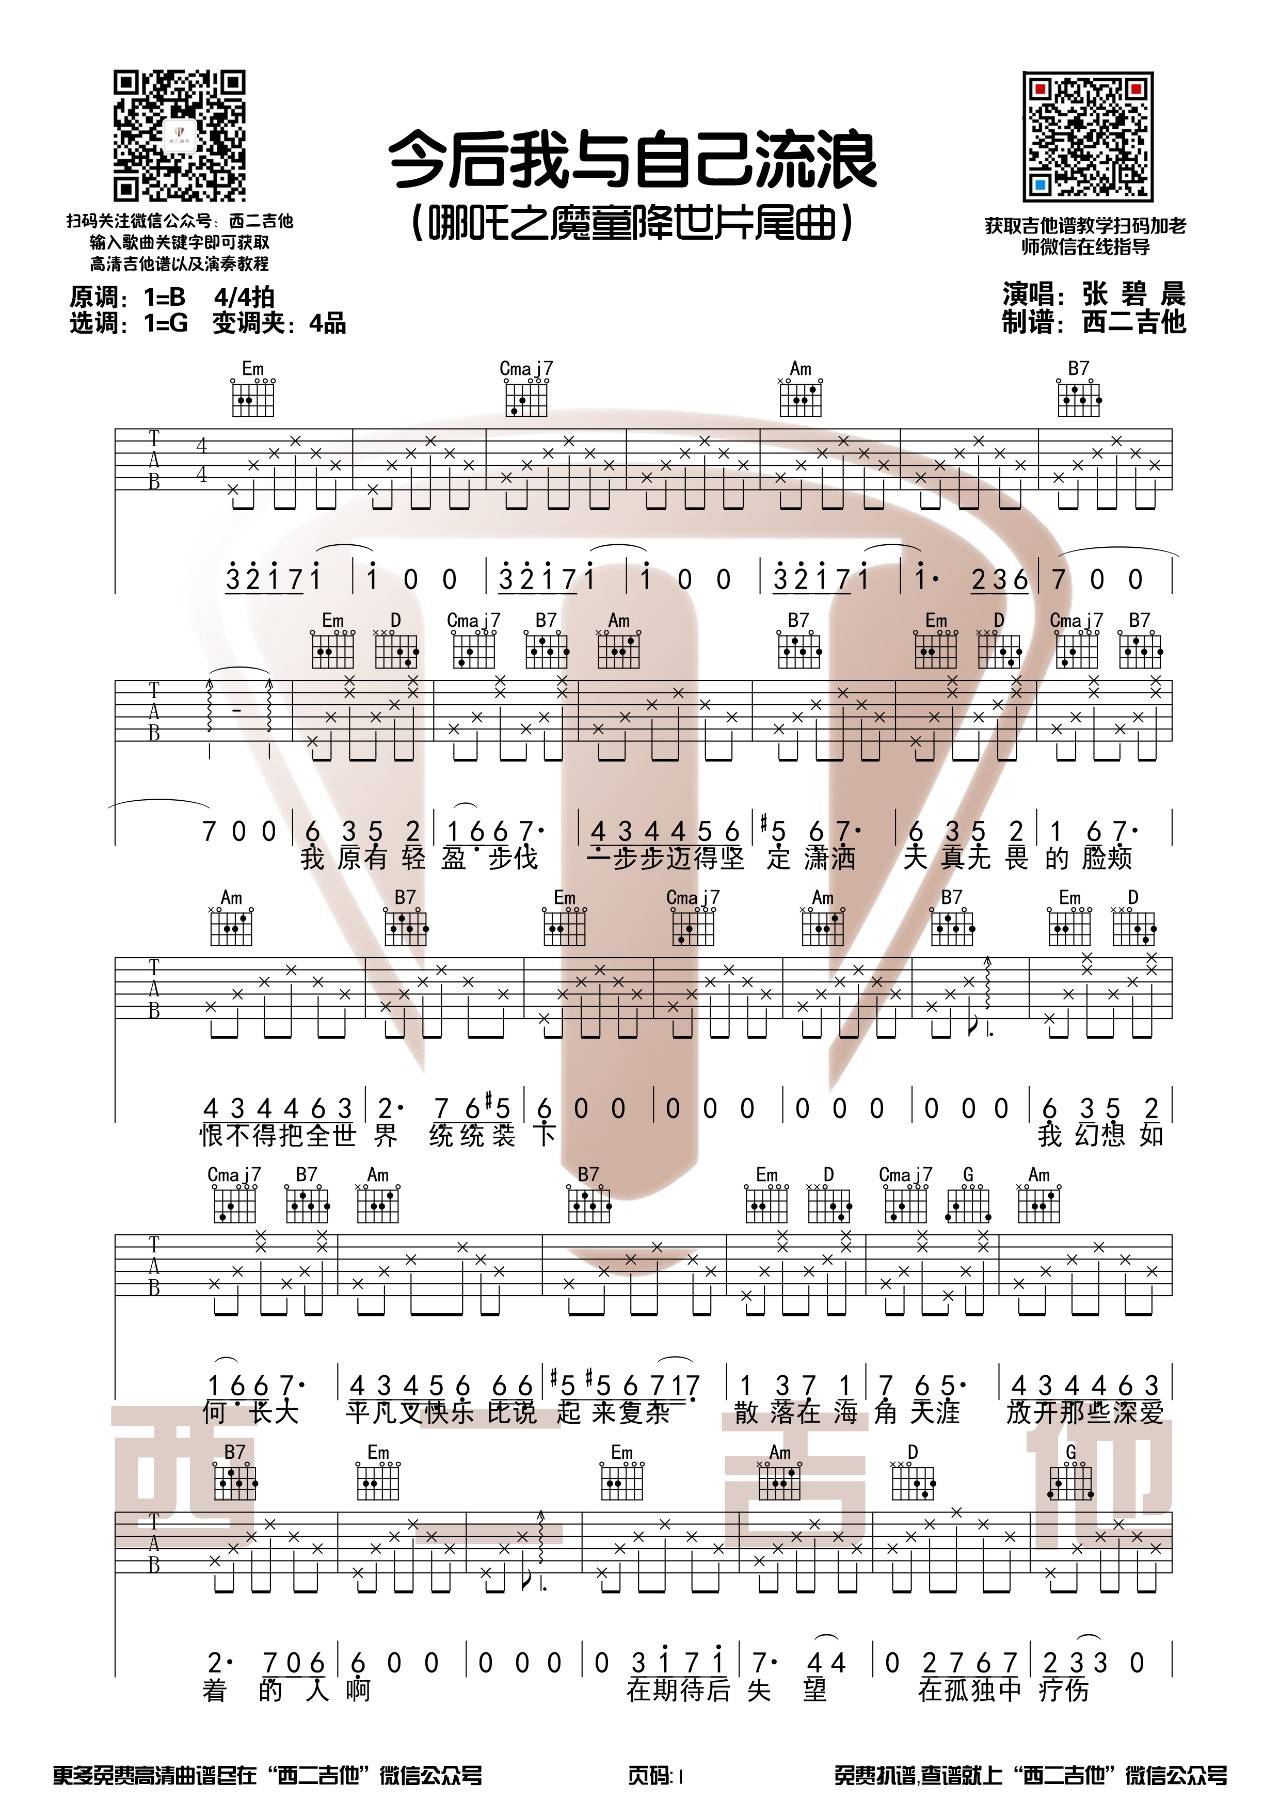 今后我与自己流浪
（哪吒之魔童降世片尾曲）
扫码关注微信公众号：西二吉他
输入歌曲关键字即可获取
高清吉他谱以及演奏教程
获取吉他谱教学扫码加老
师微信在线指导
原调：1=B 4/4拍
选调：1=G 变调夹：4品
演唱：张 碧 晨
制谱：西二吉他
Em Cmaj7 Am B7
T A B 4 4
3 2 1 7 1 | 1 0 0 | 3 2 1 7 1 | 1 0 0 | 3 2 1 7 1 | 1· 2 3 6 | 7 0 0
Em D Cmaj7 B7 Am B7 Em D Cmaj7 B7
T A B
7 0 0 | 6 3 5 2 | 1 6 6 7· | 4 3 4 4 5 6 | #5 6 7· | 6 3 5 2 | 1 6 7·
我 原 有 轻 盈 步 伐 一 步 步 迈 得 坚 定 潇 洒 天 真 无 畏 的 脸 颊
Am B7 Em Cmaj7 Am B7 Em D
T A B
4 3 4 4 6 3 | 2· 7 6 #5 | 6 0 0 | 0 0 0 | 0 0 0 | 0 0 0 | 6 3 5 2
恨 不 得 把 全 世 界 统 统 装 下 我 幻 想 如
Cmaj7 B7 Am B7 Em D Cmaj7 G Am
T A B
1 6 6 7· | 4 3 4 5 6 6 6 | #5 #5 6 7 1 7 | 1 3 7 1 | 7 6 5· | 4 3 4 4 6 3
何 长 大 平 凡 又 快 乐 比 说 起 来 复 杂 散 落 在 海 角 天 涯 放 开 那 些 深 爱
B7 Em Em Am D G
T A B
2· 7 0 6 | 6 0 0 | 0 0 0 | 0 3 1 7 1 | 7· 4 4 | 0 2 7 6 7 | 2 3 3 0
着 的 人 啊 在 期 待 后 失 望 在 孤 独 中 疗 伤
西二吉他
更多免费高清曲谱尽在“西二吉他”微信公众号 页码:1 免费扒谱,查谱就上“西二吉他”微信公众号